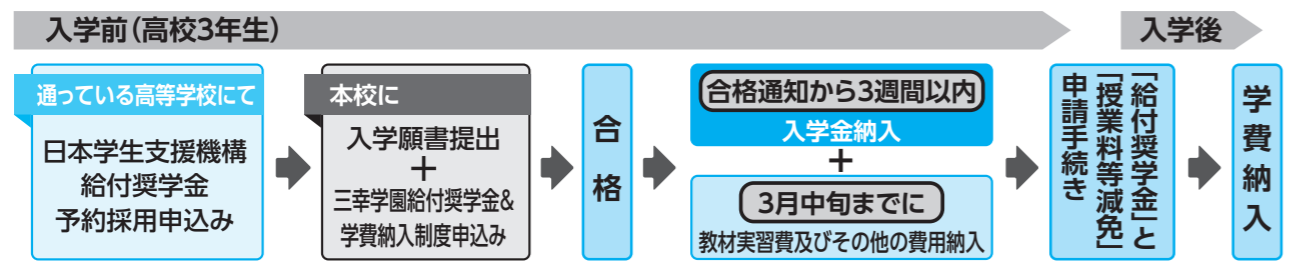 入学前（高校3年生）
入学後
通っている高等学校にて
日本学生支援機構
給付奨学金
予約採用申込み
本校に
入学願書提出
＋
三幸学園給付奨学金&
学費納入制度申込み
合格
合格通知から3週間以内
入学金納入
＋
3月中旬までに
教材実習費及びその他の費用納入
「給付奨学金」と
「授業料等減免」
申請手続き
学費納入